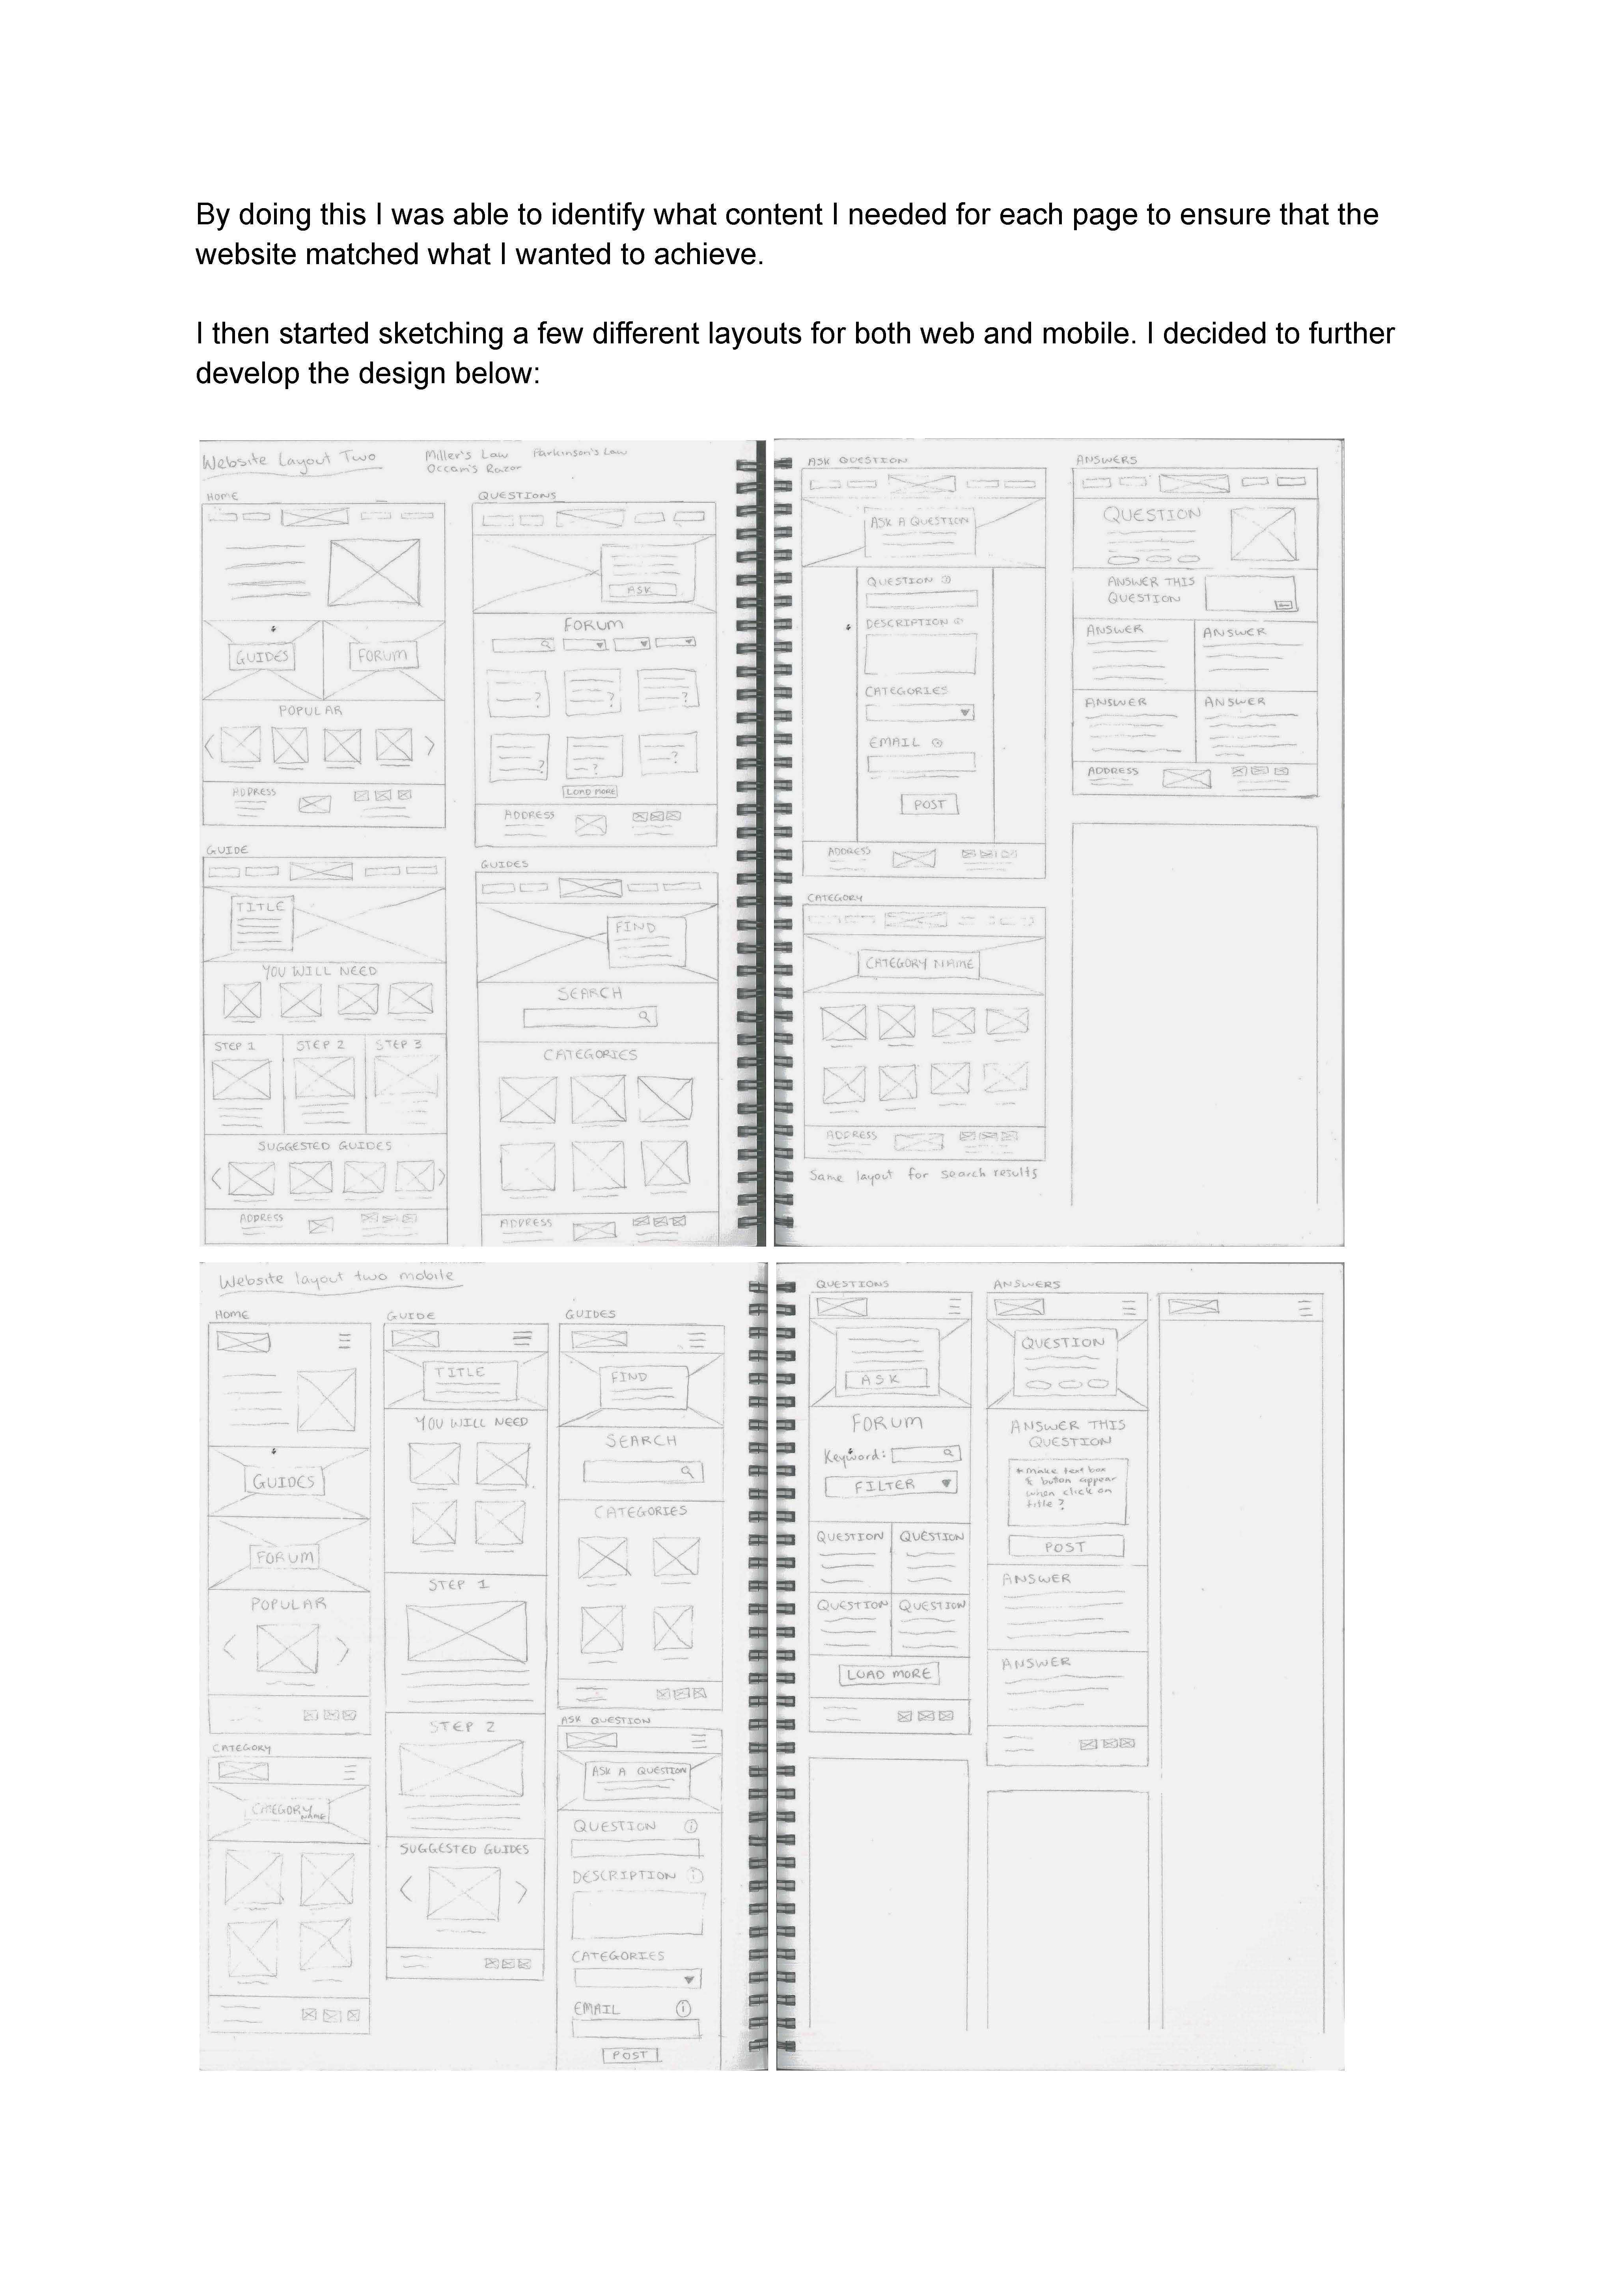 By doing this I was able to identify what content I needed for each page to ensure that the
website matched what I wanted to achieve.
I then started sketching a few different layouts for both web and mobile. I decided to further
develop the design below:
Website Layout Two
Miller's Law Parkinson's Law
Occam's Razor
HOME
GUIDES FORUM
POPULAR
ADDRESS
QUESTIONS
ASK
FORUM
?
?
?
?
?
?
LOAD MORE
ADDRESS
GUIDE
TITLE
YOU WILL NEED
STEP 1 STEP 2 STEP 3
SUGGESTED GUIDES
ADDRESS
GUIDES
FIND
SEARCH
CATEGORIES
ADDRESS
ASK QUESTION
ASK A QUESTION
QUESTION
DESCRIPTION
CATEGORIES
EMAIL
POST
ADDRESS
ANSWERS
QUESTION
ANSWER THIS
QUESTION
ANSWER ANSWER
ANSWER ANSWER
ADDRESS
CATEGORY
CATEGORY NAME
ADDRESS
Same layout for search results
Website layout two mobile
HOME
GUIDES
FORUM
POPULAR
CATEGORY
CATEGORY
NAME
GUIDE
TITLE
YOU WILL NEED
STEP 1
STEP 2
SUGGESTED GUIDES
GUIDES
FIND
SEARCH
CATEGORIES
ASK QUESTION
ASK A QUESTION
QUESTION i
DESCRIPTION i
CATEGORIES
EMAIL i
POST
QUESTIONS
ASK
FORUM
Keyword:
FILTER
QUESTION QUESTION
QUESTION QUESTION
LOAD MORE
ANSWERS
QUESTION
ANSWER THIS
QUESTION
* Make text box
& button appear
when click on
title?
POST
ANSWER
ANSWER